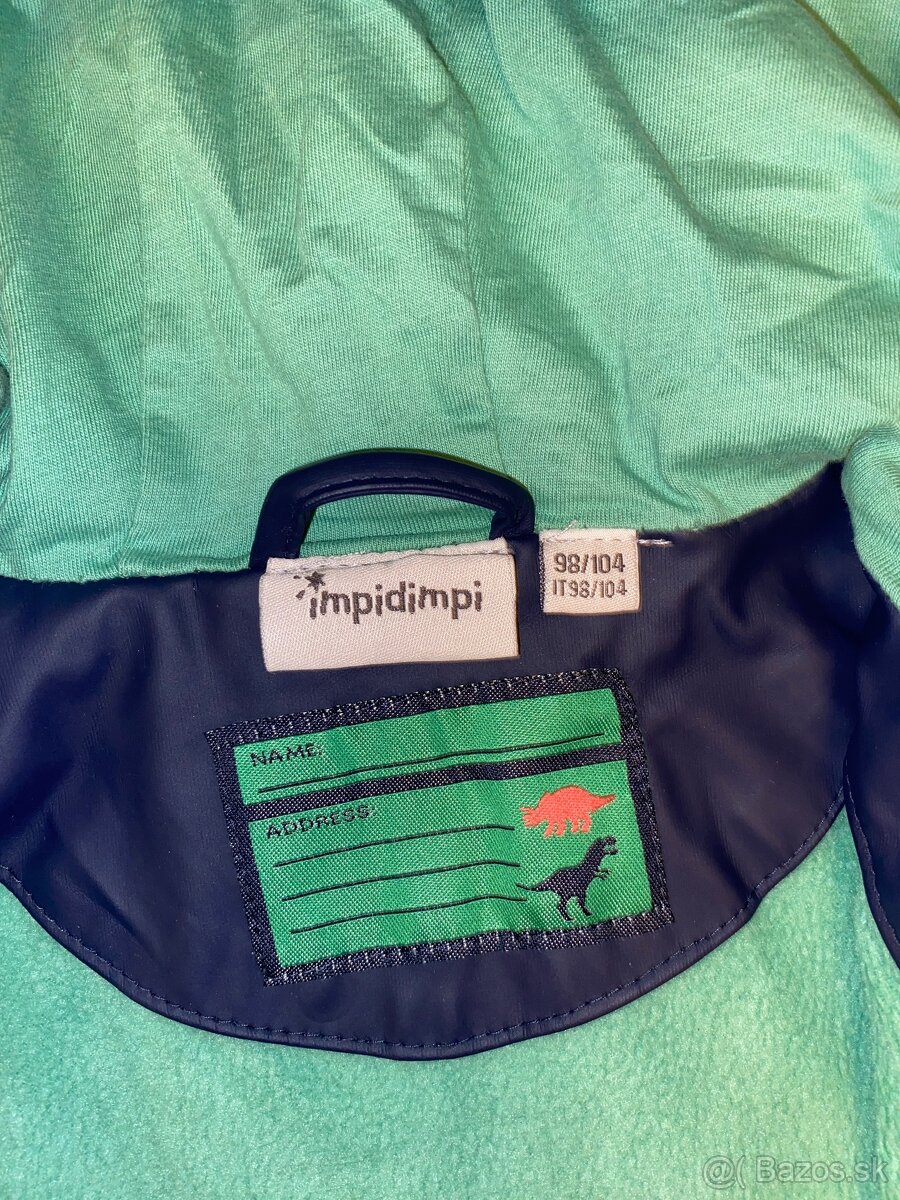 impidimpi
98/104
IT98/104
NAME:
ADDRESS:
@( Bazos.sk